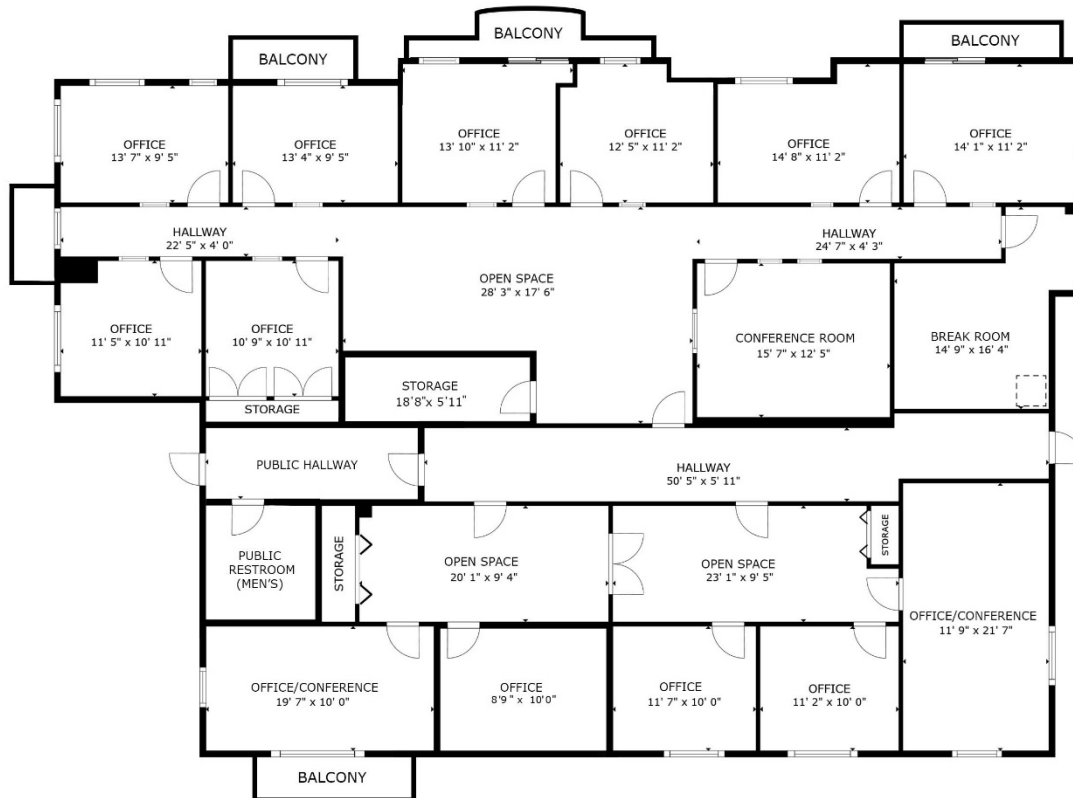 BALCONY
BALCONY
BALCONY
OFFICE
13' 7" x 9' 5"
OFFICE
13' 4" x 9' 5"
OFFICE
13' 10" x 11' 2"
OFFICE
12' 5" x 11' 2"
OFFICE
14' 8" x 11' 2"
OFFICE
14' 1" x 11' 2"
HALLWAY
22' 5" x 4' 0"
HALLWAY
24' 7" x 4' 3"
OPEN SPACE
28' 3" x 17' 6"
OFFICE
11' 5" x 10' 11"
OFFICE
10' 9" x 10' 11"
CONFERENCE ROOM
15' 7" x 12' 5"
BREAK ROOM
14' 9" x 16' 4"
STORAGE
18'8"x 5'11"
STORAGE
PUBLIC HALLWAY
HALLWAY
50' 5" x 5' 11"
PUBLIC
RESTROOM
(MEN'S)
STORAGE
OPEN SPACE
20' 1" x 9' 4"
OPEN SPACE
23' 1" x 9' 5"
STORAGE
OFFICE/CONFERENCE
11' 9" x 21' 7"
OFFICE/CONFERENCE
19' 7" x 10' 0"
OFFICE
8'9 " x 10'0"
OFFICE
11' 7" x 10' 0"
OFFICE
11' 2" x 10' 0"
BALCONY